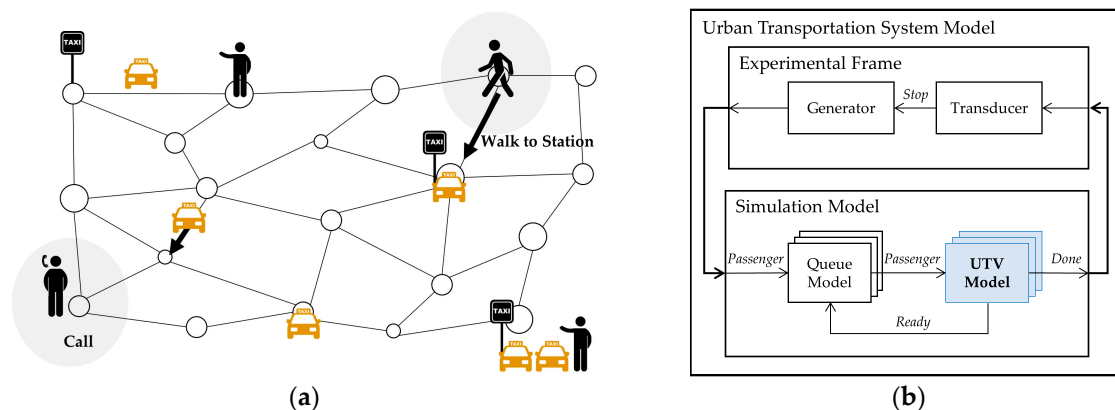 TAXI
TAXI
Walk to Station
TAXI
TAXI
TAXI
Call
TAXI
TAXI
TAXI
TAXI
(a)
Urban Transportation System Model
Experimental Frame
Generator
Stop
Transducer
Simulation Model
Passenger
Queue
Model
Passenger
UTV
Model
Done
Ready
(b)